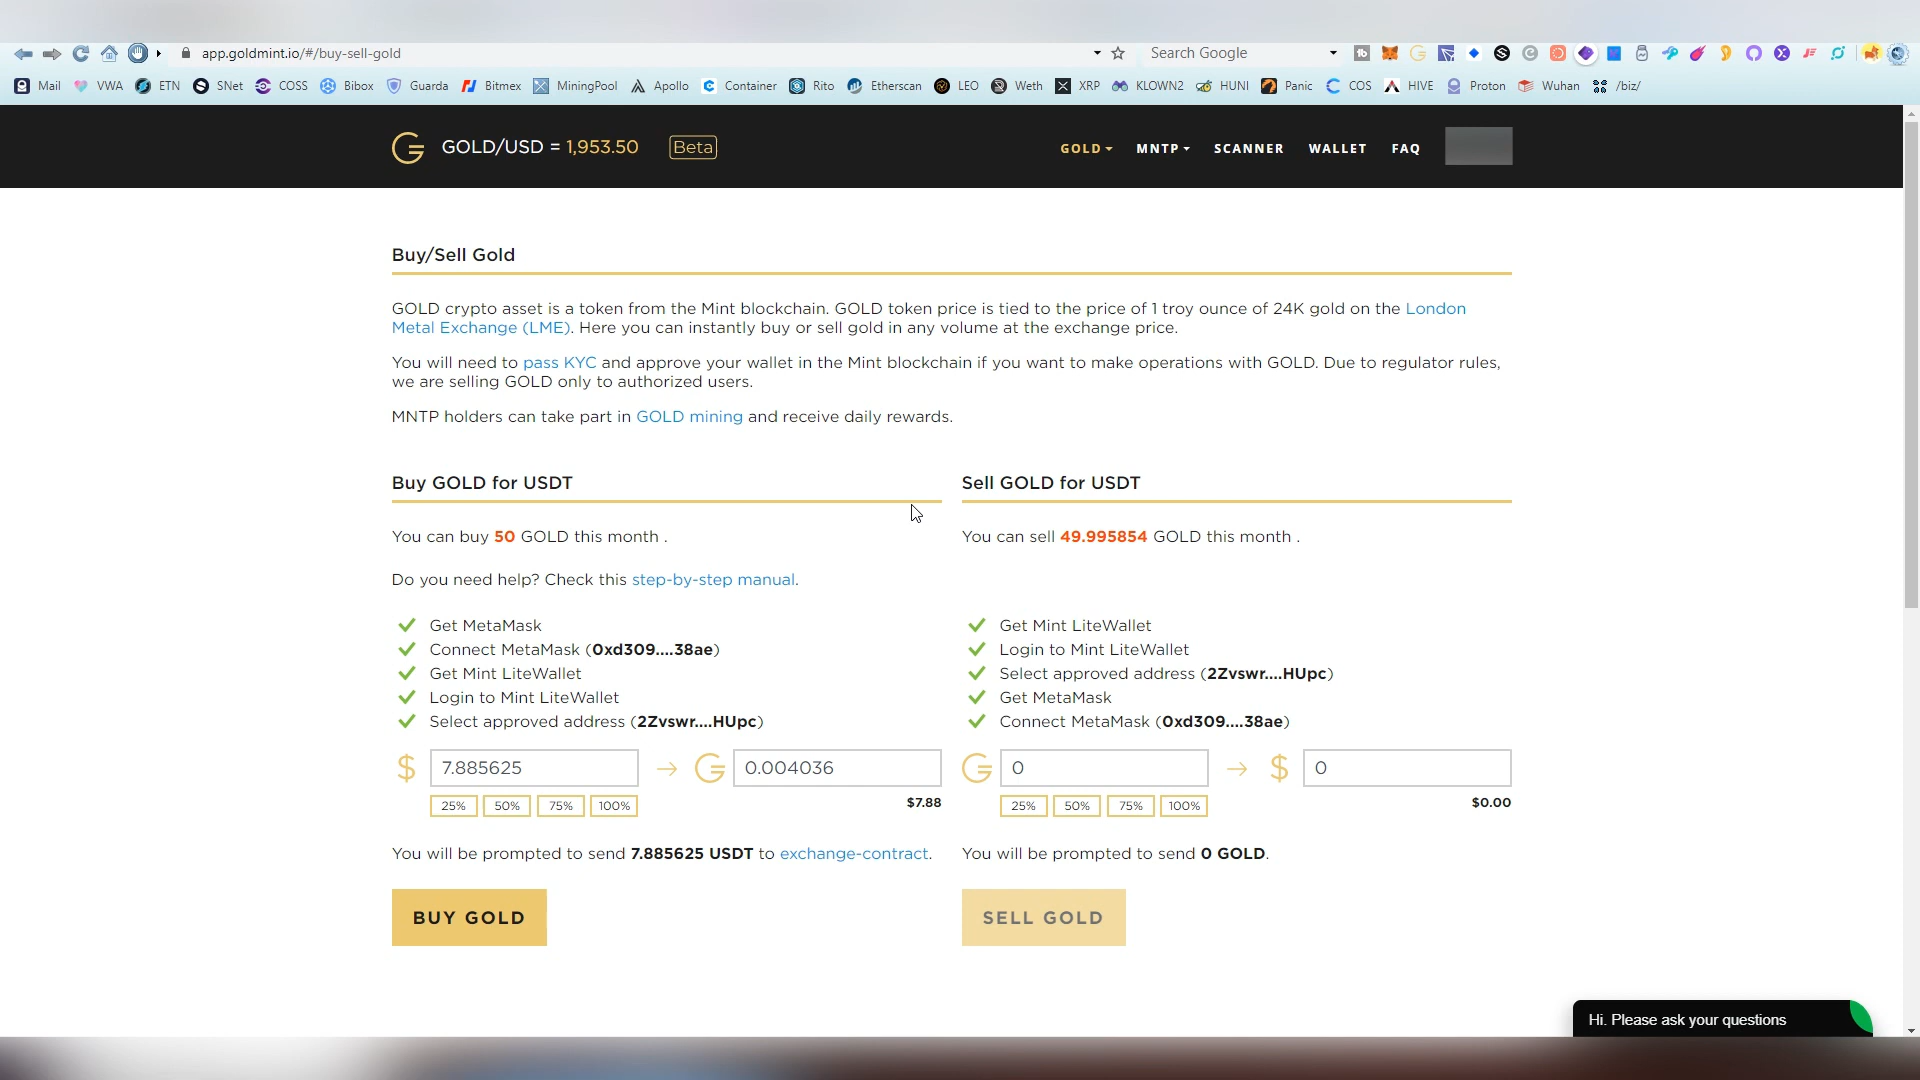 app.goldmint.io/#/buy-sell-gold
Search Google
Mail VWA ETN SNet COSS Bibox Guarda Bitmex MiningPool Apollo Container Rito Etherscan LEO Weth XRP KLOWN2 HUNI Panic COS HIVE Proton Wuhan /biz/
GOLD/USD = 1,953.50 Beta
GOLD MNTP SCANNER WALLET FAQ
Buy/Sell Gold
GOLD crypto asset is a token from the Mint blockchain. GOLD token price is tied to the price of 1 troy ounce of 24K gold on the London
Metal Exchange (LME). Here you can instantly buy or sell gold in any volume at the exchange price.
You will need to pass KYC and approve your wallet in the Mint blockchain if you want to make operations with GOLD. Due to regulator rules,
we are selling GOLD only to authorized users.
MNTP holders can take part in GOLD mining and receive daily rewards.
Buy GOLD for USDT
You can buy 50 GOLD this month .
Do you need help? Check this step-by-step manual.
Get MetaMask
Connect MetaMask (0xd309....38ae)
Get Mint LiteWallet
Login to Mint LiteWallet
Select approved address (2Zvswr....HUpc)
$ 7.885625 → 0.004036
25% 50% 75% 100% $7.88
You will be prompted to send 7.885625 USDT to exchange-contract.
BUY GOLD
Sell GOLD for USDT
You can sell 49.995854 GOLD this month .
Get Mint LiteWallet
Login to Mint LiteWallet
Select approved address (2Zvswr....HUpc)
Get MetaMask
Connect MetaMask (0xd309....38ae)
0 → $ 0
25% 50% 75% 100% $0.00
You will be prompted to send 0 GOLD.
SELL GOLD
Hi. Please ask your questions